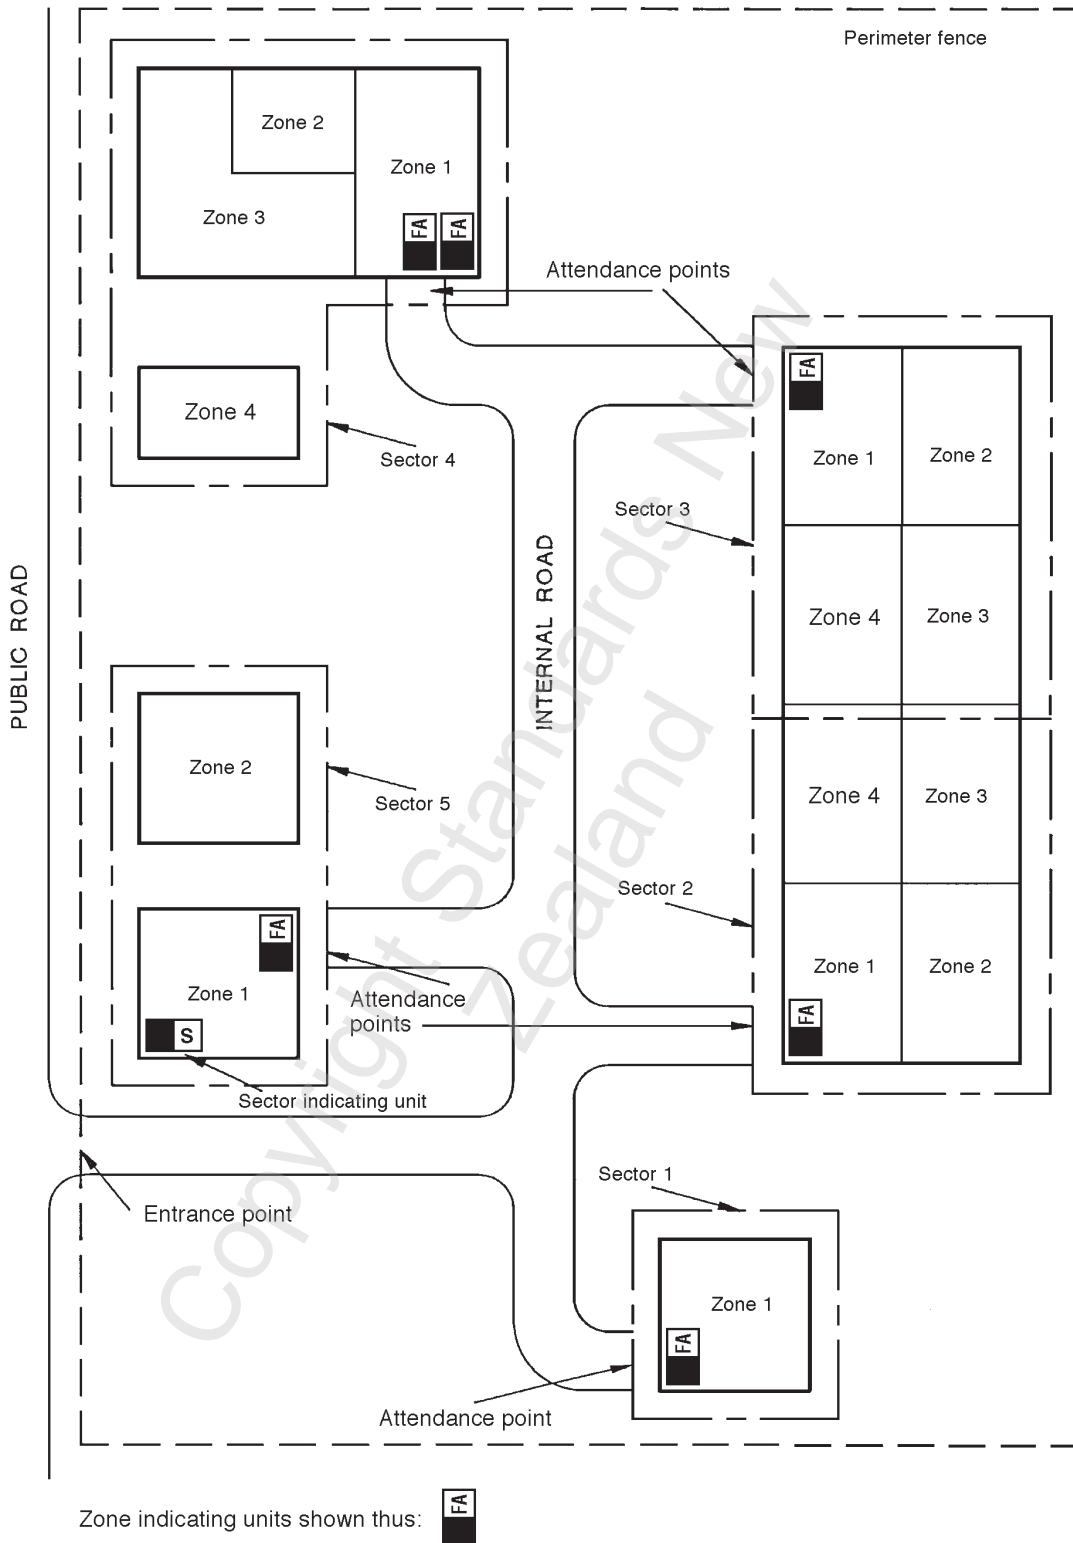 Perimeter fence
Zone 2
Zone 1
Zone 3
FA
FA
Attendance points
Zone 4
Sector 4
FA
Zone 1
Zone 2
Sector 3
Zone 4
Zone 3
PUBLIC ROAD
INTERNAL ROAD
Zone 2
Sector 5
Zone 4
Zone 3
Sector 2
FA
Zone 1
Zone 1
Zone 2
Attendance
points
FA
S
Sector indicating unit
Sector 1
Entrance point
Zone 1
FA
Attendance point
Zone indicating units shown thus:
FA
Copyright Standards New
Zealand